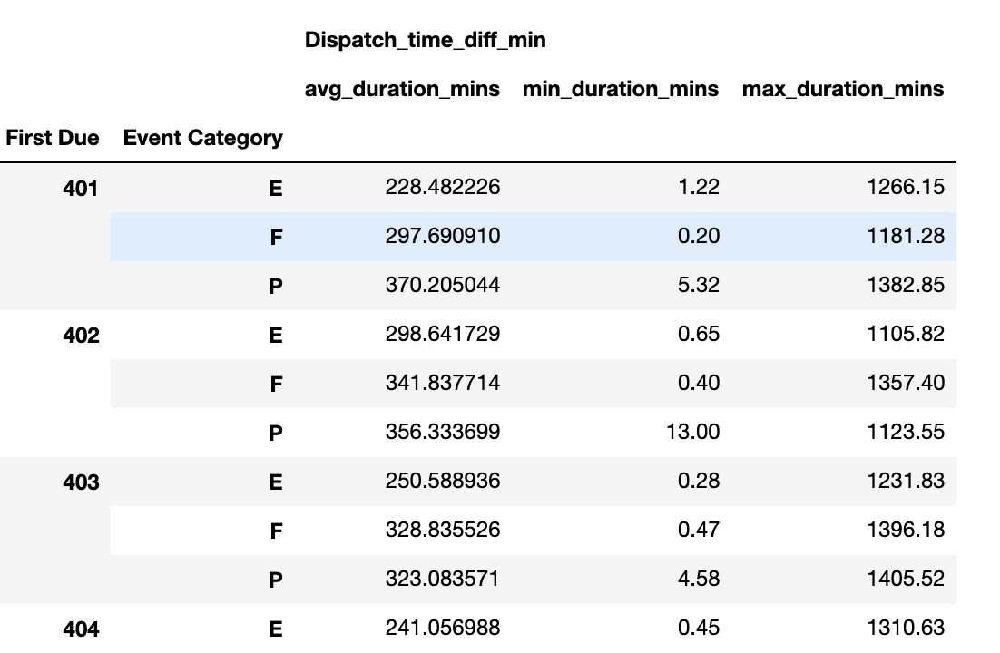 Dispatch_time_diff_min
avg_duration_mins min_duration_mins max_duration_mins
First Due Event Category
401 E 228.482226 1.22 1266.15
F 297.690910 0.20 1181.28
P 370.205044 5.32 1382.85
402 E 298.641729 0.65 1105.82
F 341.837714 0.40 1357.40
P 356.333699 13.00 1123.55
403 E 250.588936 0.28 1231.83
F 328.835526 0.47 1396.18
P 323.083571 4.58 1405.52
404 E 241.056988 0.45 1310.63